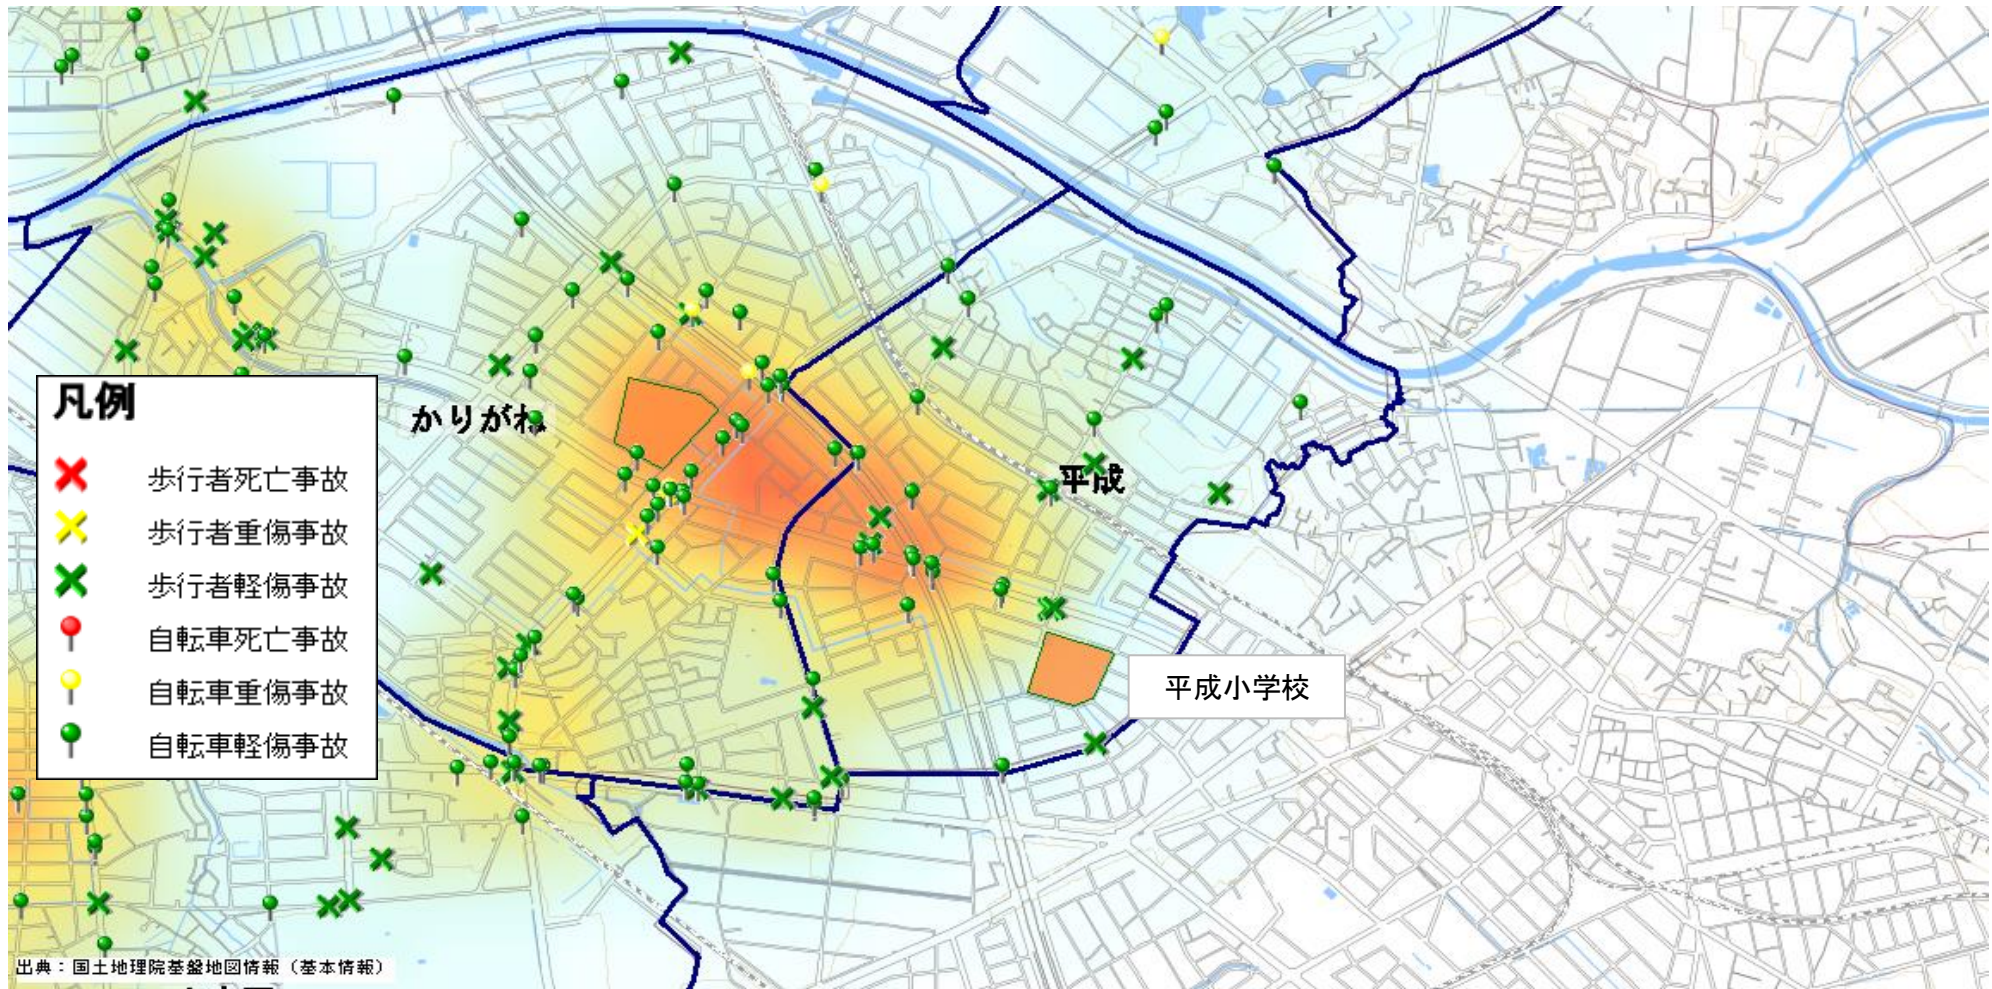 かりがね
平成
凡例
歩行者死亡事故
歩行者重傷事故
歩行者軽傷事故
自転車死亡事故
自転車重傷事故
自転車軽傷事故
平成小学校
出典：国土地理院基盤地図情報（基本情報）